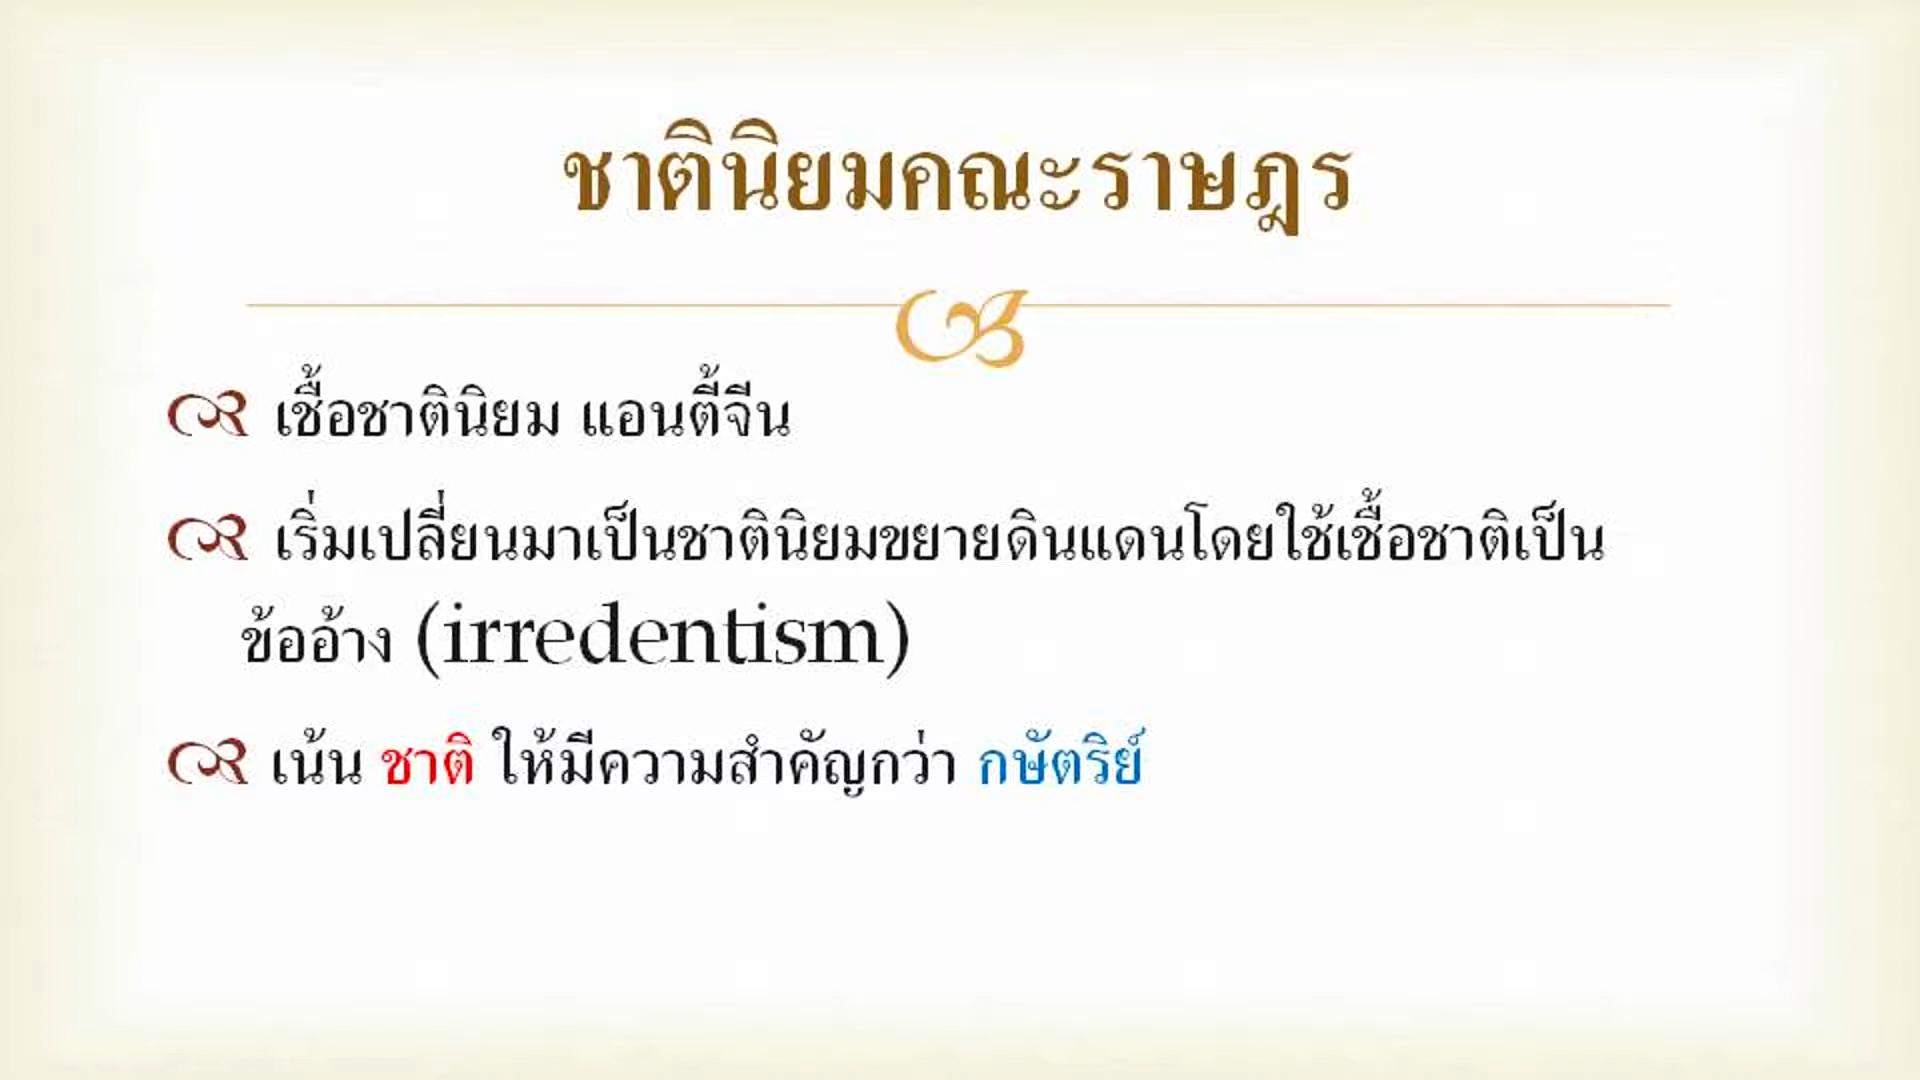 ชาตินิยมคณะราษฎร
เชื้อชาตินิยม แอนตี้จีน
เริ่มเปลี่ยนมาเป็นชาตินิยมขยายดินแดนโดยใช้เชื้อชาติเป็น
ข้ออ้าง (irredentism)
เน้น ชาติ ให้มีความสำคัญกว่า กษัตริย์